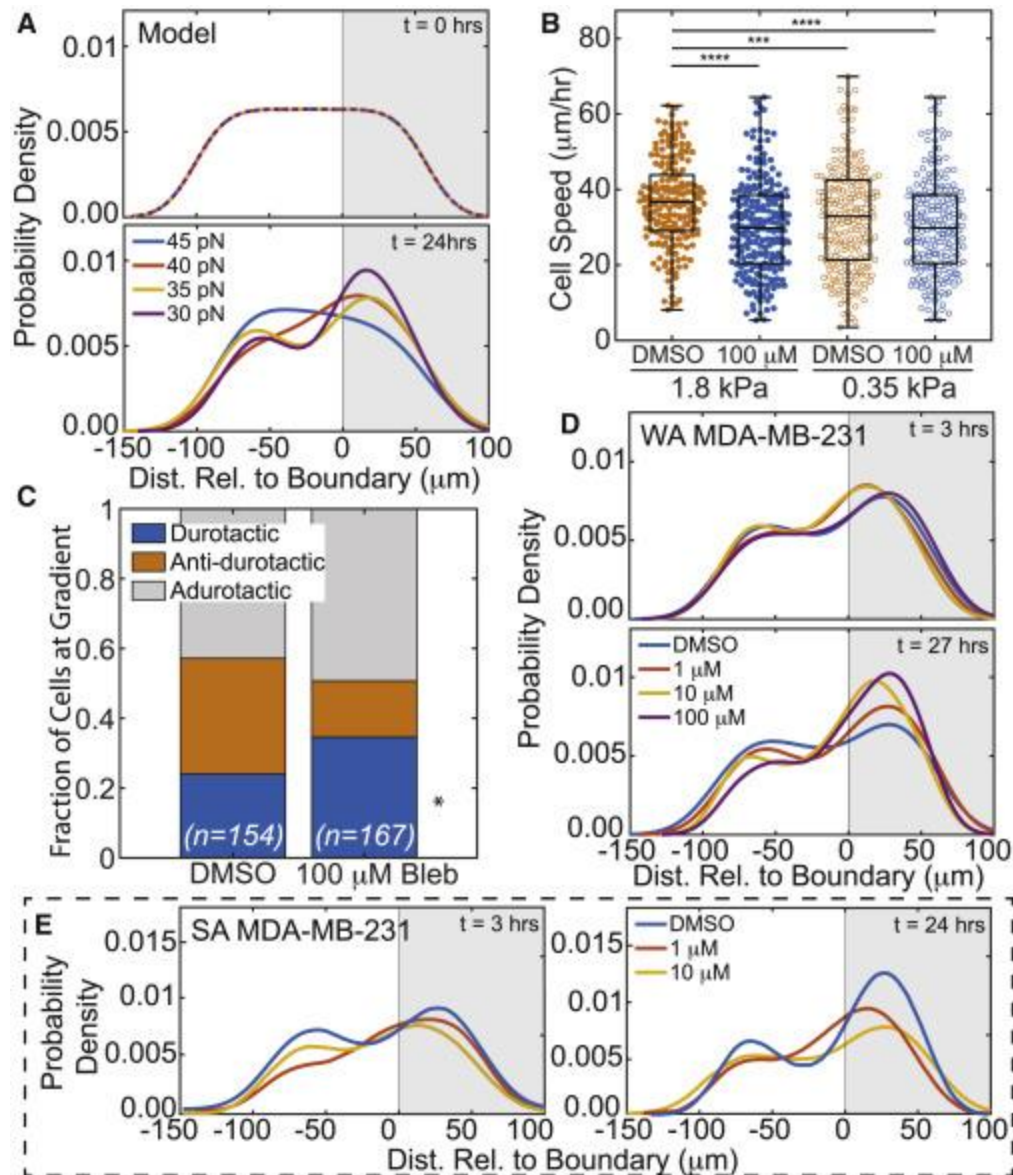 A
Model
t = 0 hrs
0.01
0.005
0.00
Probability Density
t = 24hrs
45 pN
40 pN
35 pN
30 pN
0.01
0.005
0.00
-150 -100 -50 0 50 100
Dist. Rel. to Boundary (μm)
B
****
***
****
80
60
40
20
0
Cell Speed (μm/hr)
DMSO 100 μM DMSO 100 μM
1.8 kPa 0.35 kPa
C
1
0.8
0.6
0.4
0.2
0
Fraction of Cells at Gradient
Durotactic
Anti-durotactic
Adurotactic
(n=154) (n=167)
*
DMSO 100 μM Bleb
D
WA MDA-MB-231
t = 3 hrs
0.01
0.005
0.00
Probability Density
t = 27 hrs
DMSO
1 μM
10 μM
100 μM
0.01
0.005
0.00
-150 -100 -50 0 50 100
Dist. Rel. to Boundary (μm)
E
SA MDA-MB-231
t = 3 hrs
0.015
0.01
0.005
0.00
Probability
Density
-150 -100 -50 0 50 100
DMSO
1 μM
10 μM
t = 24 hrs
0.015
0.01
0.005
0.00
-150 -100 -50 0 50 100
Dist. Rel. to Boundary (μm)